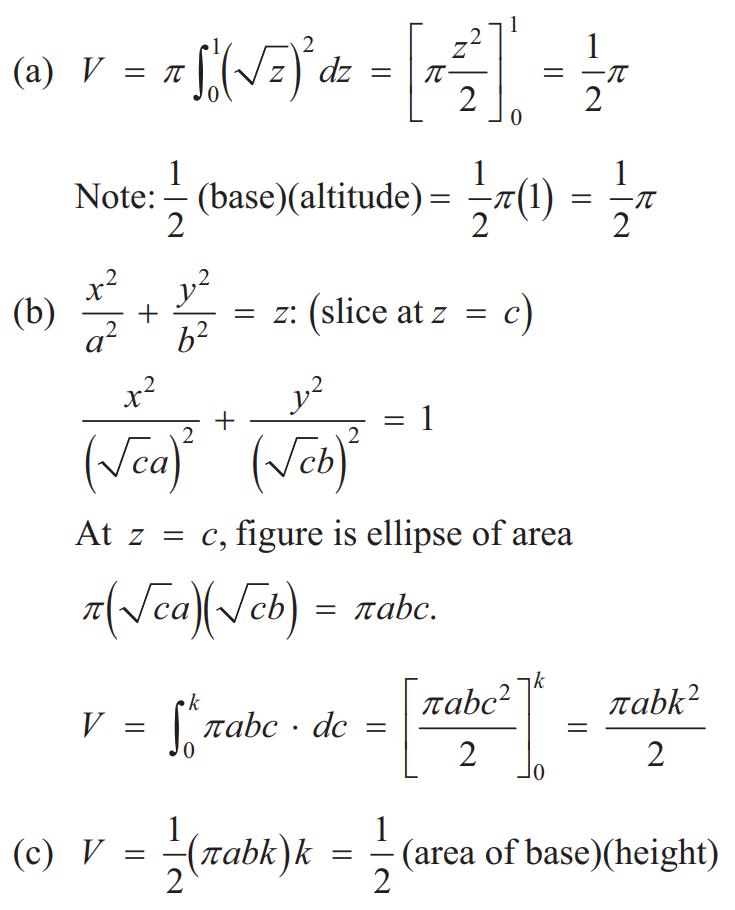 (a) V = π ∫₀¹ (√z)² dz = [π z²/2]₀¹ = 1/2 π
Note: 1/2 (base)(altitude) = 1/2 π(1) = 1/2 π
(b) x²/a² + y²/b² = z: (slice at z = c)
x²/(√ca)² + y²/(√cb)² = 1
At z = c, figure is ellipse of area
π(√ca)(√cb) = πabc.
V = ∫₀ᵏ πabc · dc = [πabc²/2]₀ᵏ = πabk²/2
(c) V = 1/2 (πabk)k = 1/2 (area of base)(height)